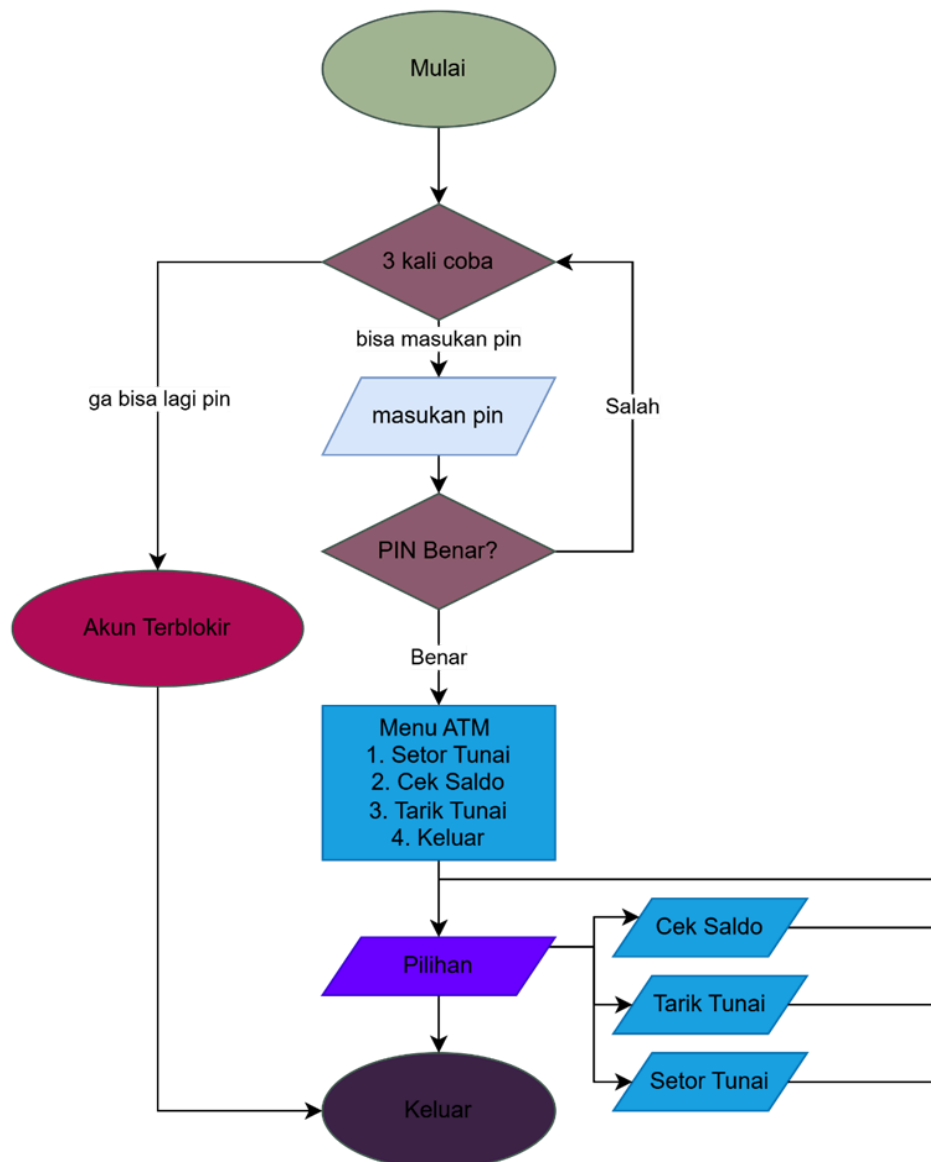 Mulai
3 kali coba
bisa masukan pin
ga bisa lagi pin
masukan pin
Salah
PIN Benar?
Akun Terblokir
Benar
Menu ATM
1. Setor Tunai
2. Cek Saldo
3. Tarik Tunai
4. Keluar
Cek Saldo
Pilihan
Tarik Tunai
Setor Tunai
Keluar